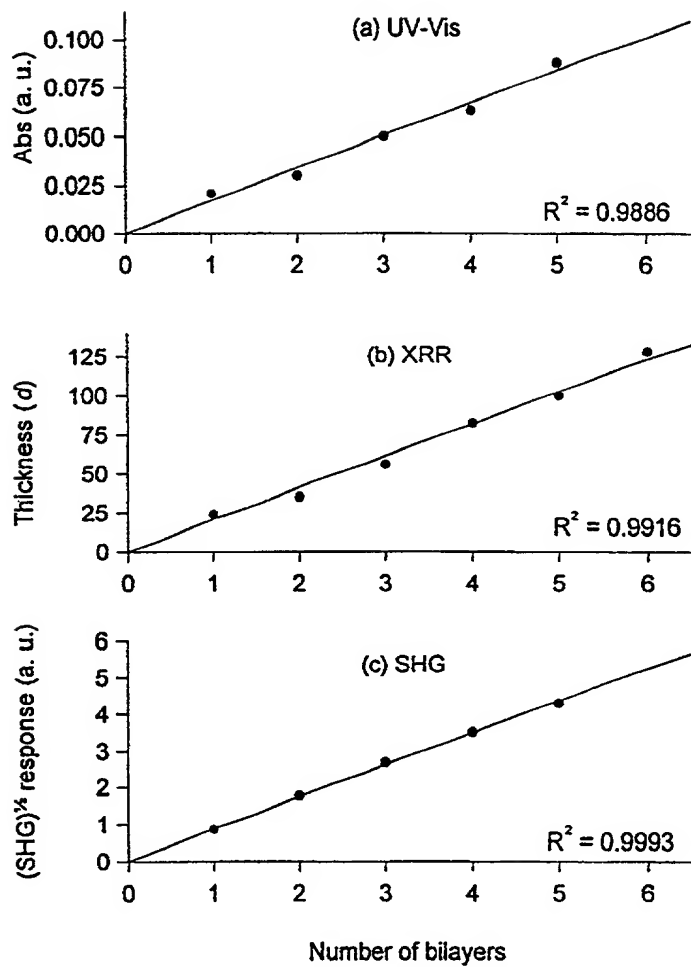 (a) UV-Vis
Abs (a. u.)
0.100
0.075
0.050
0.025
0.000
R² = 0.9886
0 1 2 3 4 5 6
(b) XRR
Thickness (d)
125
100
75
50
25
0
R² = 0.9916
0 1 2 3 4 5 6
(c) SHG
(SHG)^½ response (a. u.)
6
5
4
3
2
1
0
R² = 0.9993
0 1 2 3 4 5 6
Number of bilayers